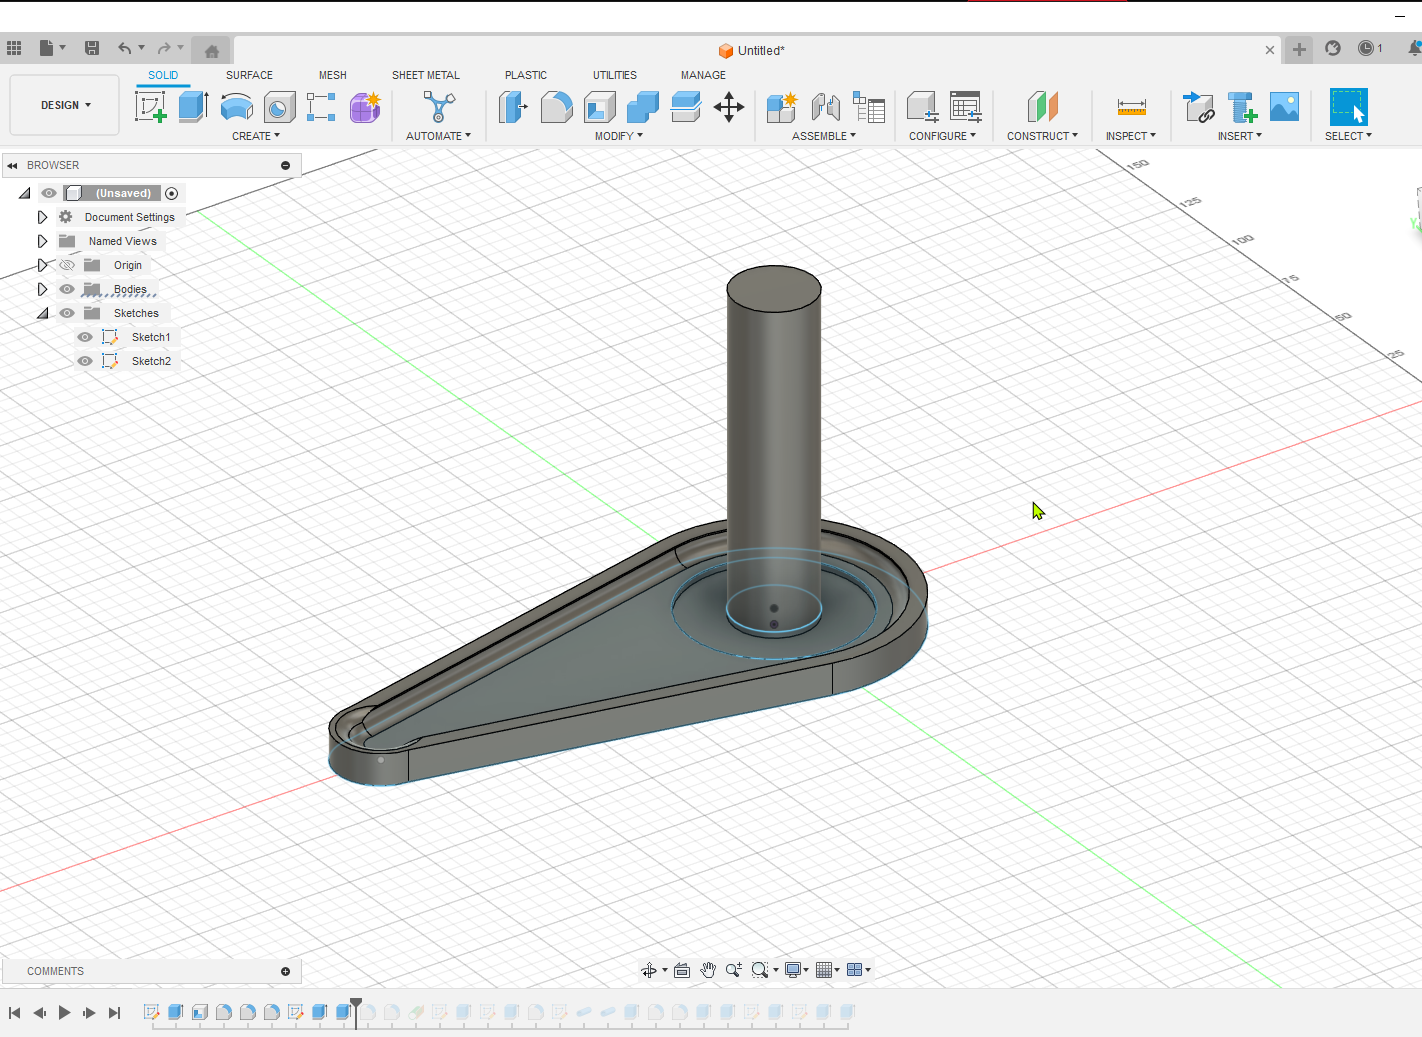 Untitled*
1
DESIGN
SOLID
SURFACE
MESH
SHEET METAL
PLASTIC
UTILITIES
MANAGE
CREATE
AUTOMATE
MODIFY
ASSEMBLE
CONFIGURE
CONSTRUCT
INSPECT
INSERT
SELECT
BROWSER
(Unsaved)
Document Settings
Named Views
Origin
Bodies
Sketches
Sketch1
Sketch2
150
125
100
75
50
25
Y
COMMENTS